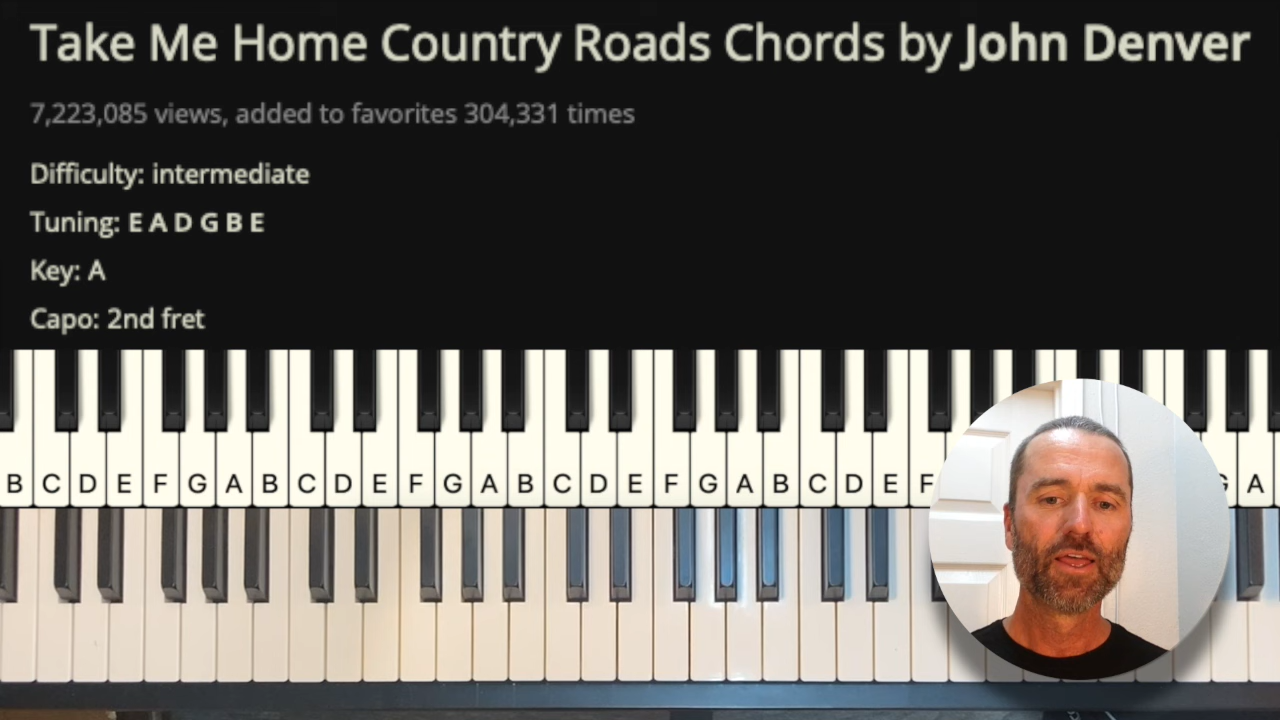 Take Me Home Country Roads Chords by John Denver
7,223,085 views, added to favorites 304,331 times
Difficulty: intermediate
Tuning: E A D G B E
Key: A
Capo: 2nd fret
B C D E F G A B C D E F G A B C D E F G A B C D E F G A